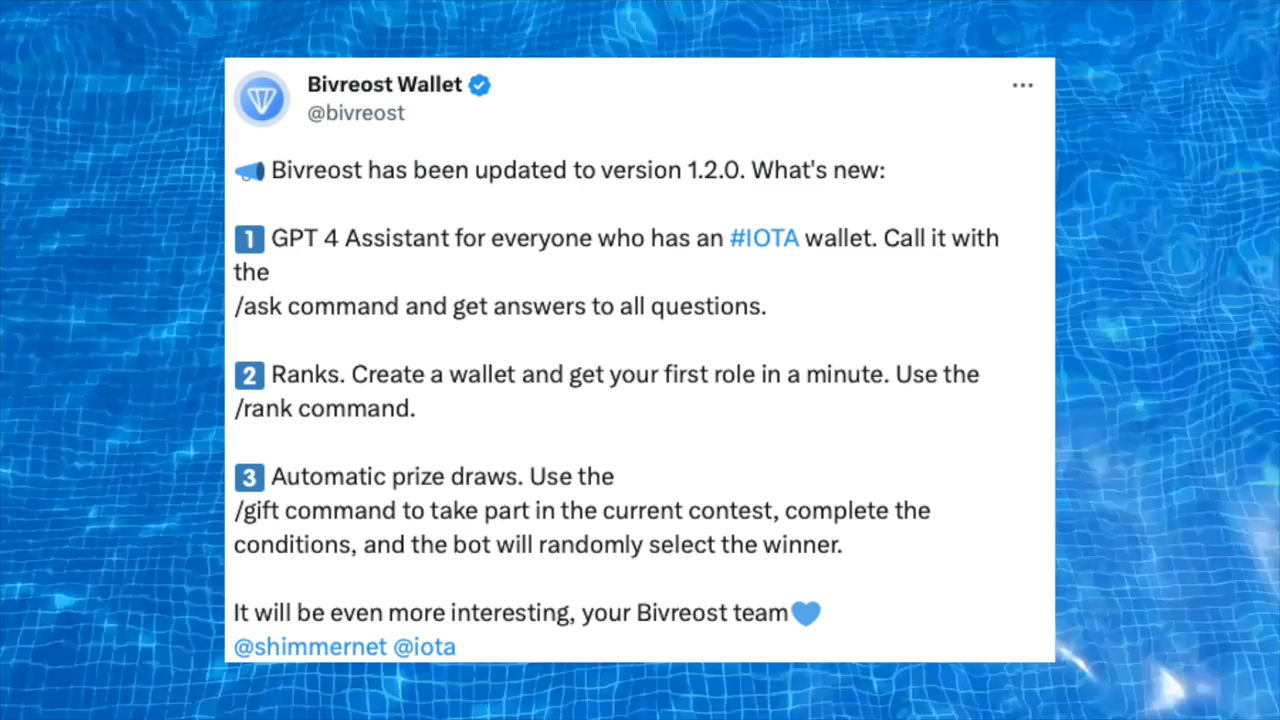 Bivreost Wallet
@bivreost
📢 Bivreost has been updated to version 1.2.0. What's new:
1️⃣ GPT 4 Assistant for everyone who has an #IOTA wallet. Call it with
the
/ask command and get answers to all questions.
2️⃣ Ranks. Create a wallet and get your first role in a minute. Use the
/rank command.
3️⃣ Automatic prize draws. Use the
/gift command to take part in the current contest, complete the
conditions, and the bot will randomly select the winner.
It will be even more interesting, your Bivreost team💙
@shimmernet @iota